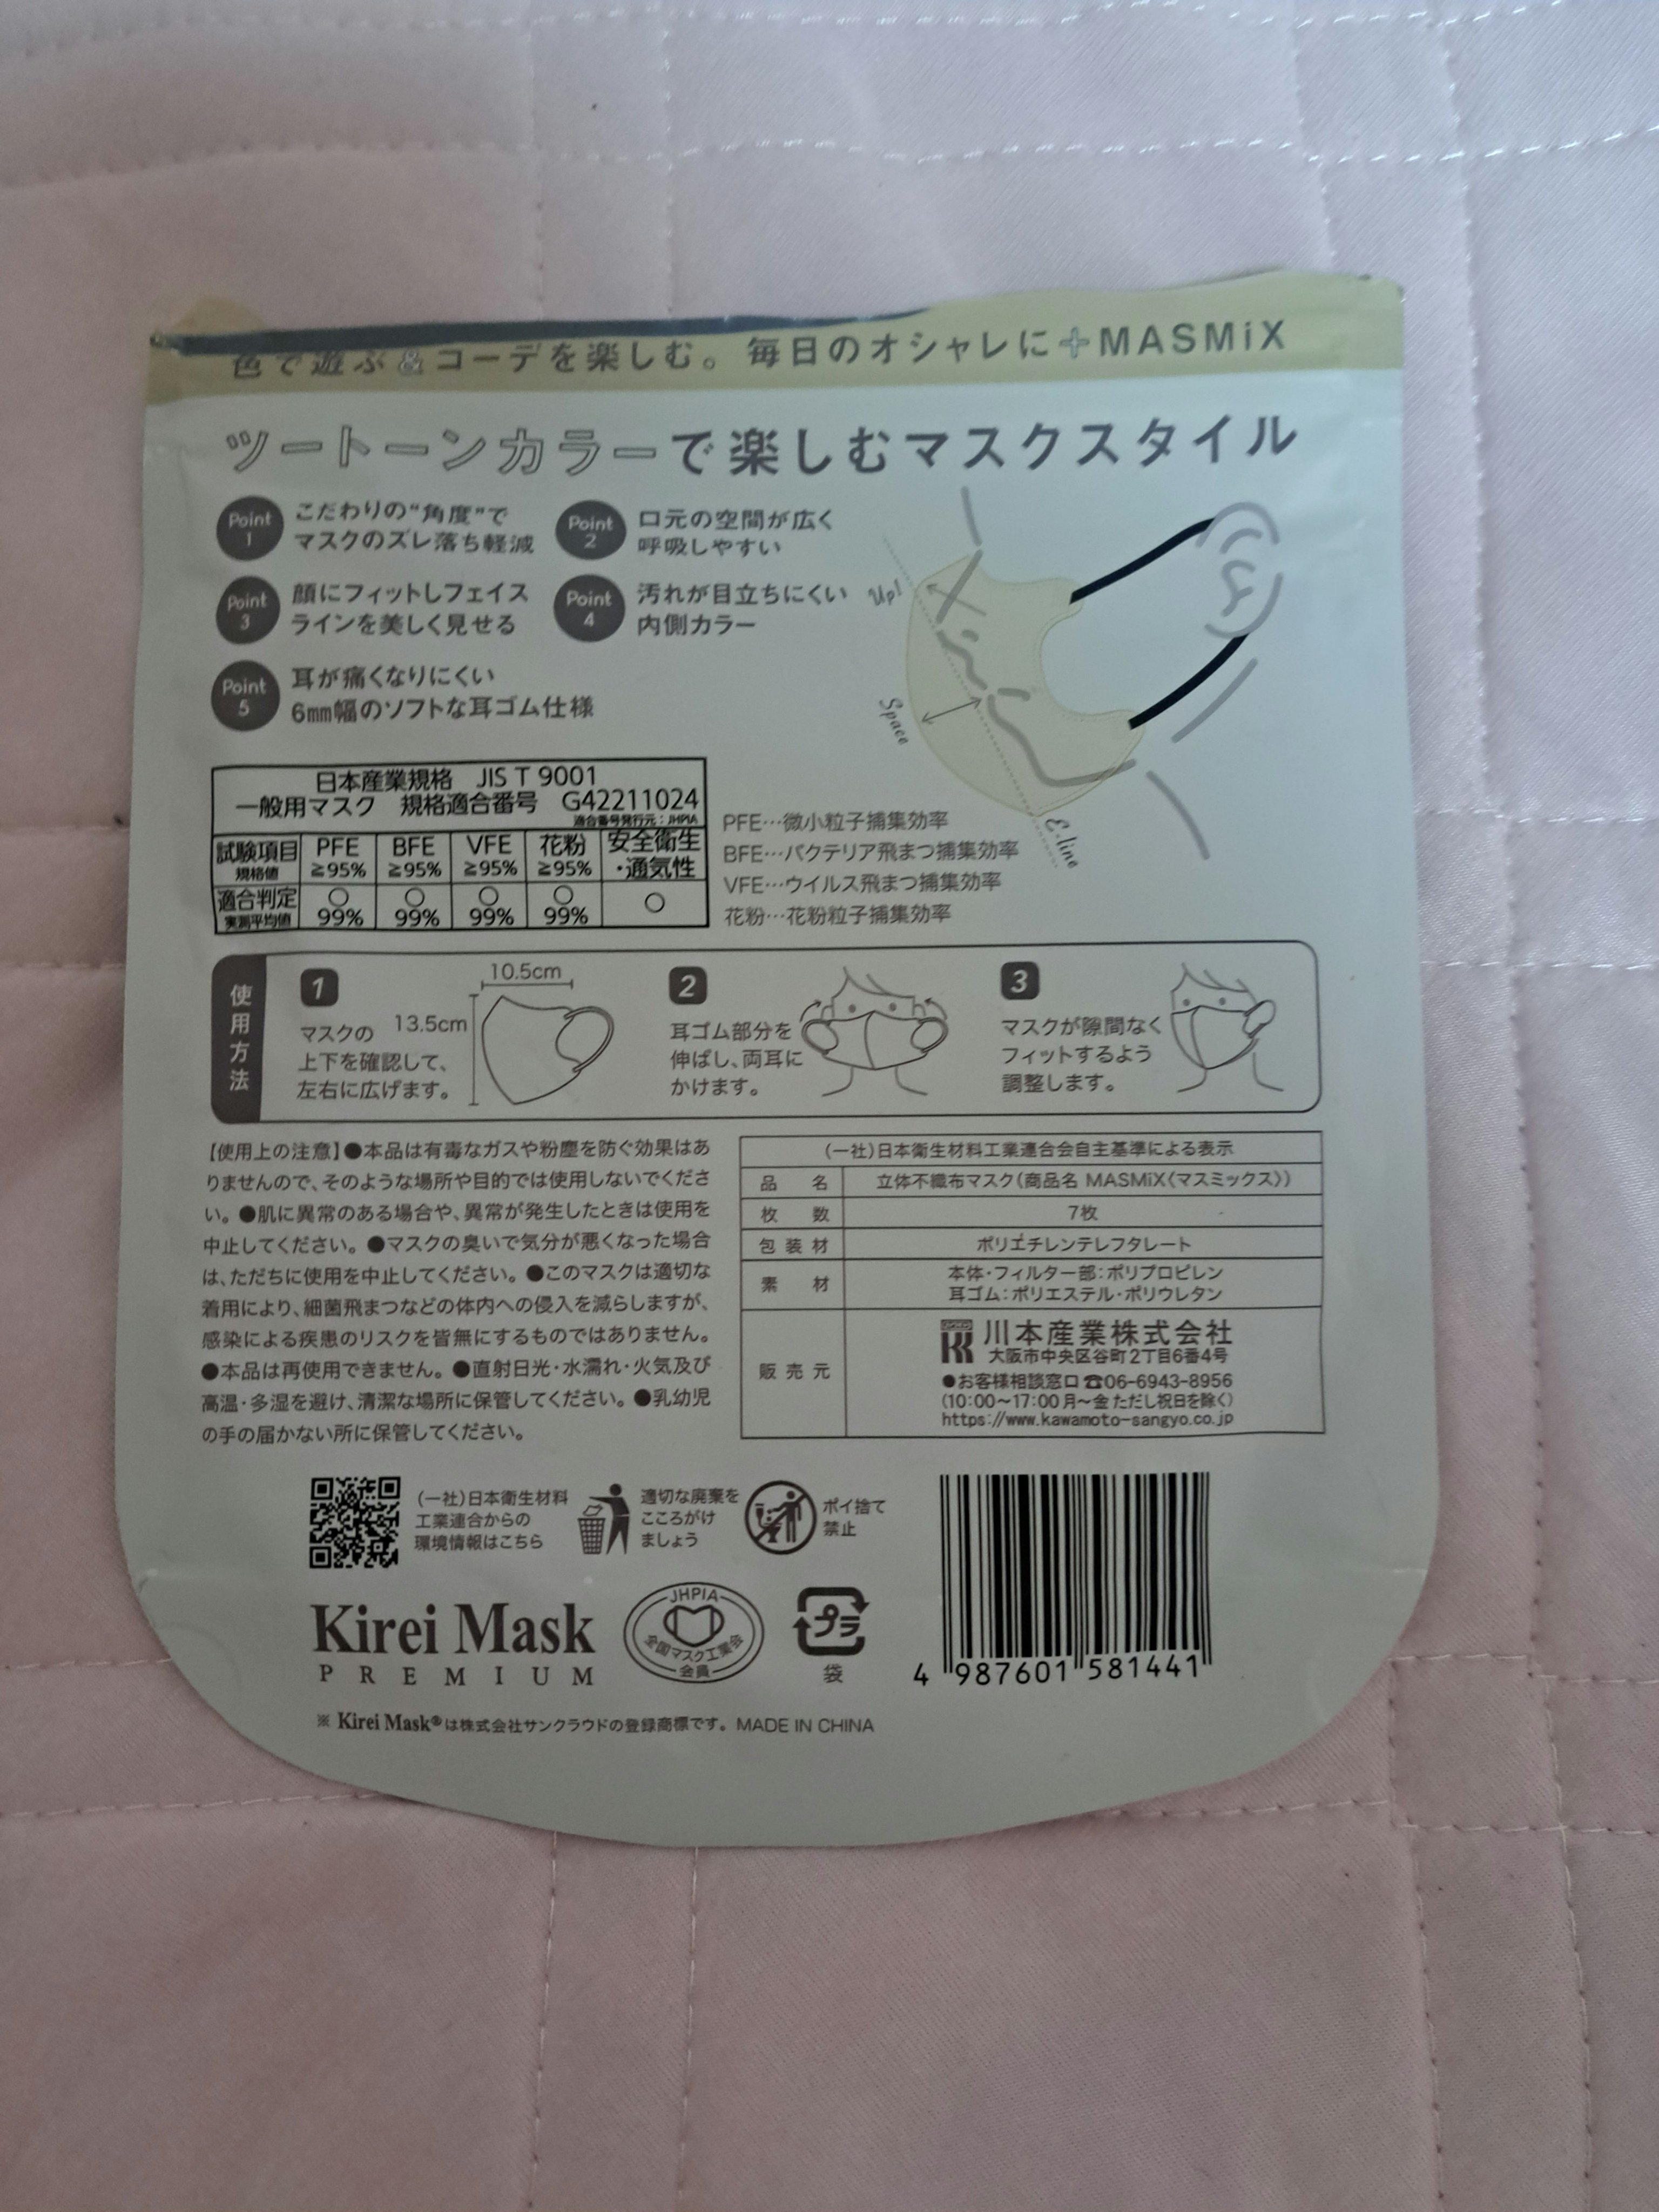 色で遊ぶ&コーデを楽しむ。毎日のオシャレに+MASMiX
ツートーンカラーで楽しむマスクスタイル
Point 1
こだわりの"角度"で
マスクのズレ落ち軽減
Point 2
口元の空間が広く
呼吸しやすい
Point 3
顔にフィットしフェイス
ラインを美しく見せる
Point 4
汚れが目立ちにくい
内側カラー
Point 5
耳が痛くなりにくい
6mm幅のソフトな耳ゴム仕様
Up!
Space
E-line
日本産業規格 JIS T 9001
一般用マスク 規格適合番号 G42211024
適合番号発行元:JHPIA
試験項目 PFE BFE VFE 花粉 安全衛生
規格値 ≧95% ≧95% ≧95% ≧95% ・通気性
適合判定 ○ ○ ○ ○ ○
実測平均値 99% 99% 99% 99%
PFE…微小粒子捕集効率
BFE…バクテリア飛まつ捕集効率
VFE…ウイルス飛まつ捕集効率
花粉…花粉粒子捕集効率
使用方法
1
マスクの
上下を確認して、
左右に広げます。
10.5cm
13.5cm
2
耳ゴム部分を
伸ばし、両耳に
かけます。
3
マスクが隙間なく
フィットするよう
調整します。
【使用上の注意】●本品は有毒なガスや粉塵を防ぐ効果はあ
りませんので、そのような場所や目的では使用しないでくださ
い。●肌に異常のある場合や、異常が発生したときは使用を
中止してください。●マスクの臭いで気分が悪くなった場合
は、ただちに使用を中止してください。●このマスクは適切な
着用により、細菌飛まつなどの体内への侵入を減らしますが、
感染による疾患のリスクを皆無にするものではありません。
●本品は再使用できません。●直射日光・水濡れ・火気及び
高温・多湿を避け、清潔な場所に保管してください。●乳幼児
の手の届かない所に保管してください。
(一社)日本衛生材料工業連合会自主基準による表示
品名 立体不織布マスク(商品名 MASMiX〈マスミックス〉)
枚数 7枚
包装材 ポリエチレンテレフタレート
素材 本体・フィルター部:ポリプロピレン
耳ゴム:ポリエステル・ポリウレタン
販売元 川本産業株式会社
大阪市中央区谷町2丁目6番4号
●お客様相談窓口☎06-6943-8956
(10:00〜17:00 月〜金 ただし祝日を除く)
https://www.kawamoto-sangyo.co.jp
(一社)日本衛生材料
工業連合からの
環境情報はこちら
適切な廃棄を
こころがけ
ましょう
ポイ捨て
禁止
Kirei Mask
PREMIUM
JHPIA
全国マスク工業会
会員
プラ
袋
4 987601 581441
※ Kirei Mask®は株式会社サンクラウドの登録商標です。MADE IN CHINA